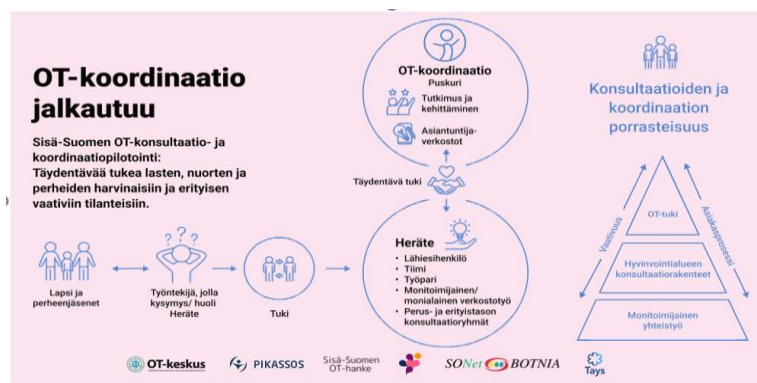 OT-koordinaatio
jalkautuu
Sisä-Suomen OT-konsultaatio- ja
koordinaatiopilotointi:
Täydentävää tukea lasten, nuorten ja
perheiden harvinaisiin ja erityisen
vaativiin tilanteisiin.
Lapsi ja
perheenjäsenet
? ? ?
Työntekijä, jolla
kysymys/ huoli
Heräte
Tuki
OT-koordinaatio
Puskuri
Tutkimus ja
kehittäminen
Asiantuntija-
verkostot
Täydentävä tuki
Heräte
• Lähiesihenkilö
• Tiimi
• Työpari
• Monitoimijainen/
monialainen verkostotyö
• Perus- ja erityistason
konsultaatioryhmät
Konsultaatioiden ja
koordinaation
porrasteisuus
Vaativuus
Asiakasprosessi
OT-tuki
Hyvinvointialueen
konsultaatiorakenteet
Monitoimijainen
yhteistyö
OT-keskus
PIKASSOS
Sisä-Suomen
OT-hanke
SONet BOTNIA
Tays